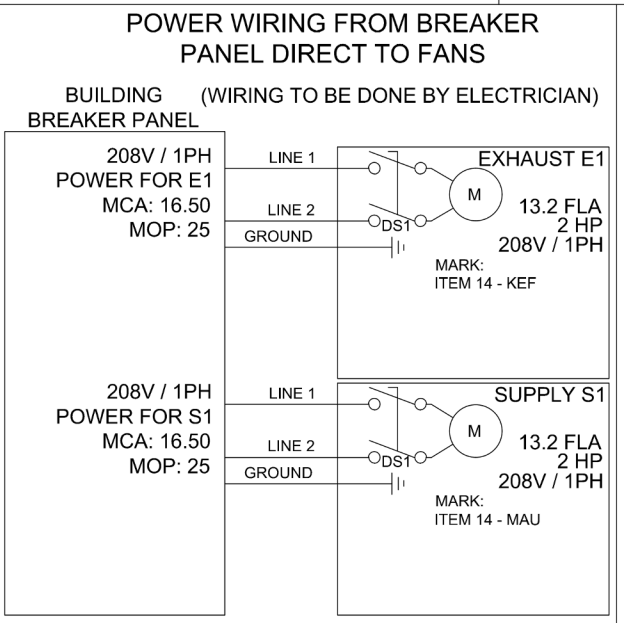 POWER WIRING FROM BREAKER
PANEL DIRECT TO FANS
BUILDING
BREAKER PANEL
(WIRING TO BE DONE BY ELECTRICIAN)
208V / 1PH
POWER FOR E1
MCA: 16.50
MOP: 25
LINE 1
LINE 2
GROUND
EXHAUST E1
M
DS1
13.2 FLA
2 HP
208V / 1PH
MARK:
ITEM 14 - KEF
208V / 1PH
POWER FOR S1
MCA: 16.50
MOP: 25
LINE 1
LINE 2
GROUND
SUPPLY S1
M
DS1
13.2 FLA
2 HP
208V / 1PH
MARK:
ITEM 14 - MAU